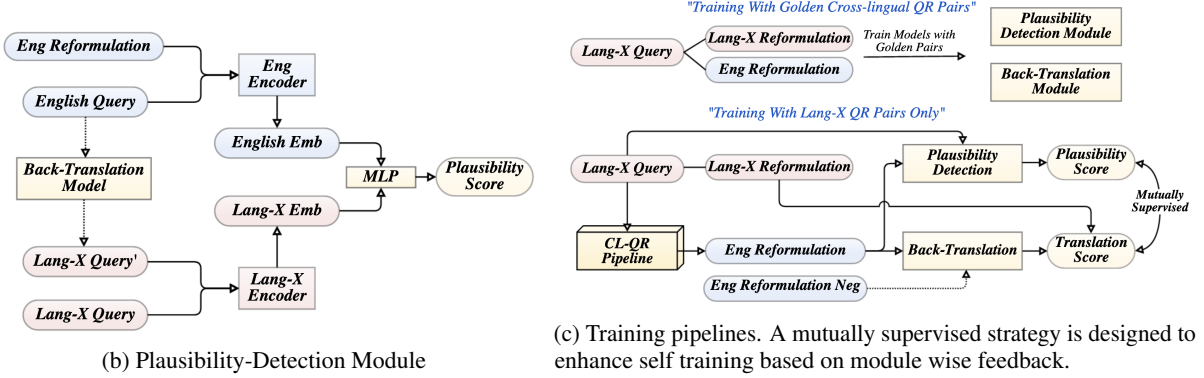 Eng Reformulation
English Query
Back-Translation
Model
Lang-X Query'
Lang-X Query
Eng
Encoder
English Emb
Lang-X Emb
Lang-X
Encoder
MLP
Plausibility
Score
(b) Plausibility-Detection Module
"Training With Golden Cross-lingual QR Pairs"
Lang-X Query
Lang-X Reformulation
Eng Reformulation
Train Models with
Golden Pairs
Plausibility
Detection Module
Back-Translation
Module
"Training With Lang-X QR Pairs Only"
Lang-X Query
Lang-X Reformulation
Plausibility
Detection
Plausibility
Score
Mutually
Supervised
CL-QR
Pipeline
Eng Reformulation
Back-Translation
Translation
Score
Eng Reformulation Neg
(c) Training pipelines. A mutually supervised strategy is designed to
enhance self training based on module wise feedback.